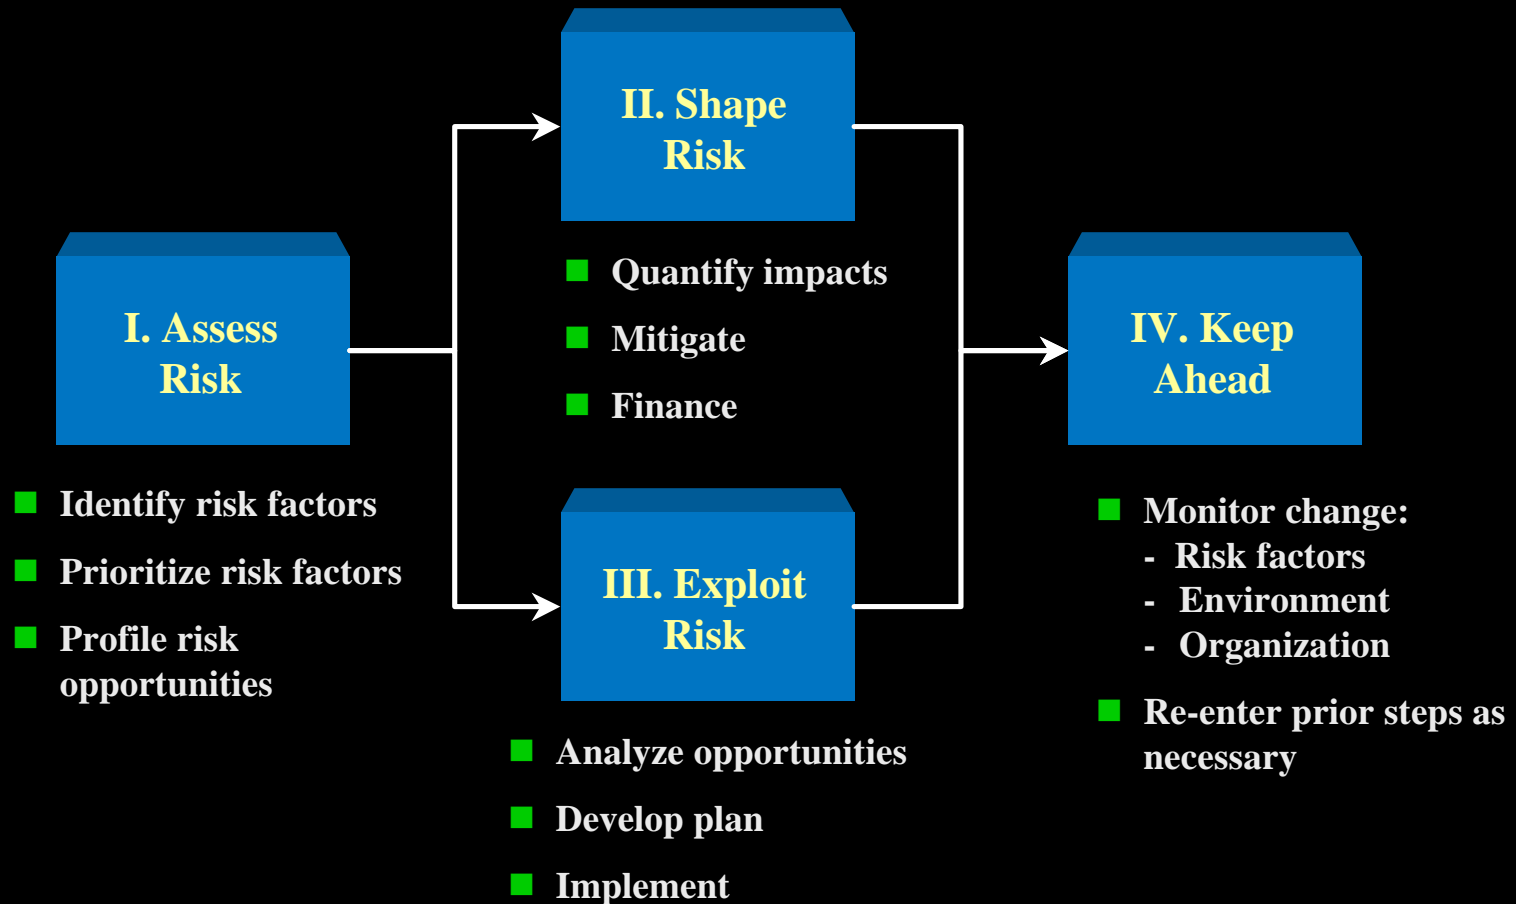 I. Assess
Risk
■ Identify risk factors
■ Prioritize risk factors
■ Profile risk
opportunities
II. Shape
Risk
■ Quantify impacts
■ Mitigate
■ Finance
III. Exploit
Risk
■ Analyze opportunities
■ Develop plan
■ Implement
IV. Keep
Ahead
■ Monitor change:
- Risk factors
- Environment
- Organization
■ Re-enter prior steps as
necessary